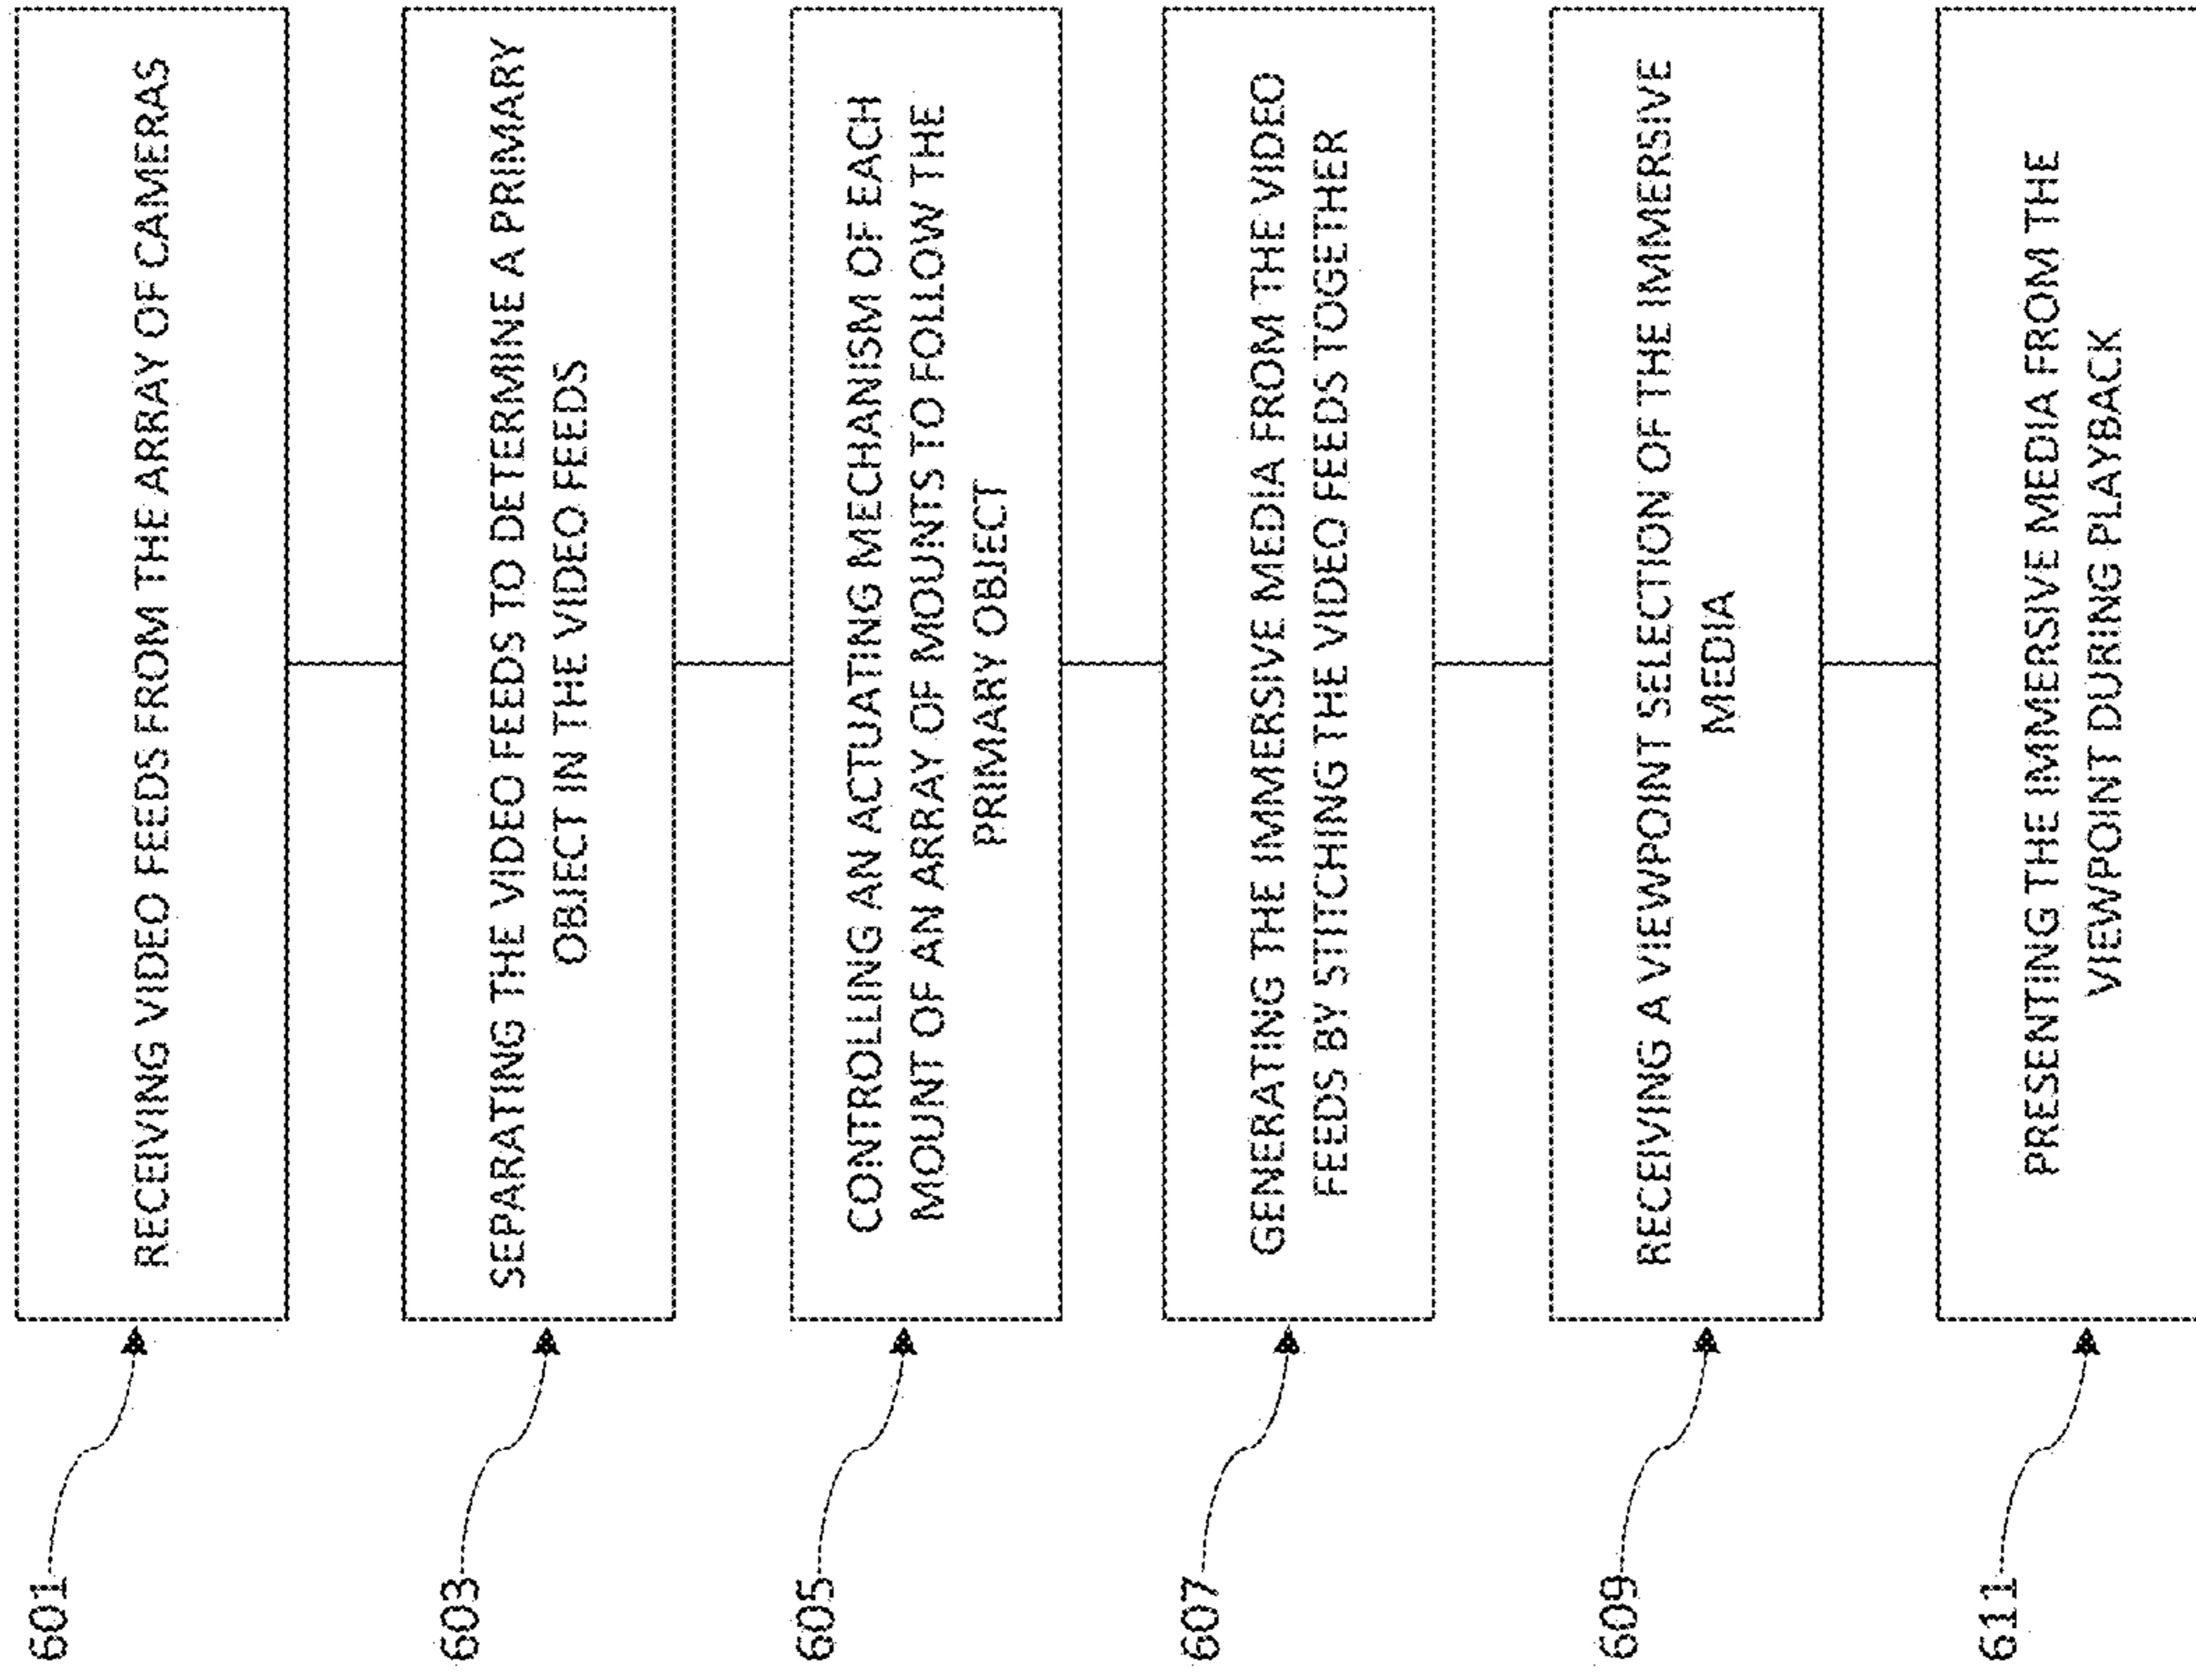 601
RECEIVING VIDEO FEEDS FROM THE ARRAY OF CAMERAS
603
SEPARATING THE VIDEO FEEDS TO DETERMINE A PRIMARY
OBJECT IN THE VIDEO FEEDS
605
CONTROLLING AN ACTUATING MECHANISM OF EACH
MOUNT OF AN ARRAY OF MOUNTS TO FOLLOW THE
PRIMARY OBJECT
607
GENERATING THE IMMERSIVE MEDIA FROM THE VIDEO
FEEDS BY STITCHING THE VIDEO FEEDS TOGETHER
609
RECEIVING A VIEWPOINT SELECTION OF THE IMMERSIVE
MEDIA
611
PRESENTING THE IMMERSIVE MEDIA FROM THE
VIEWPOINT DURING PLAYBACK